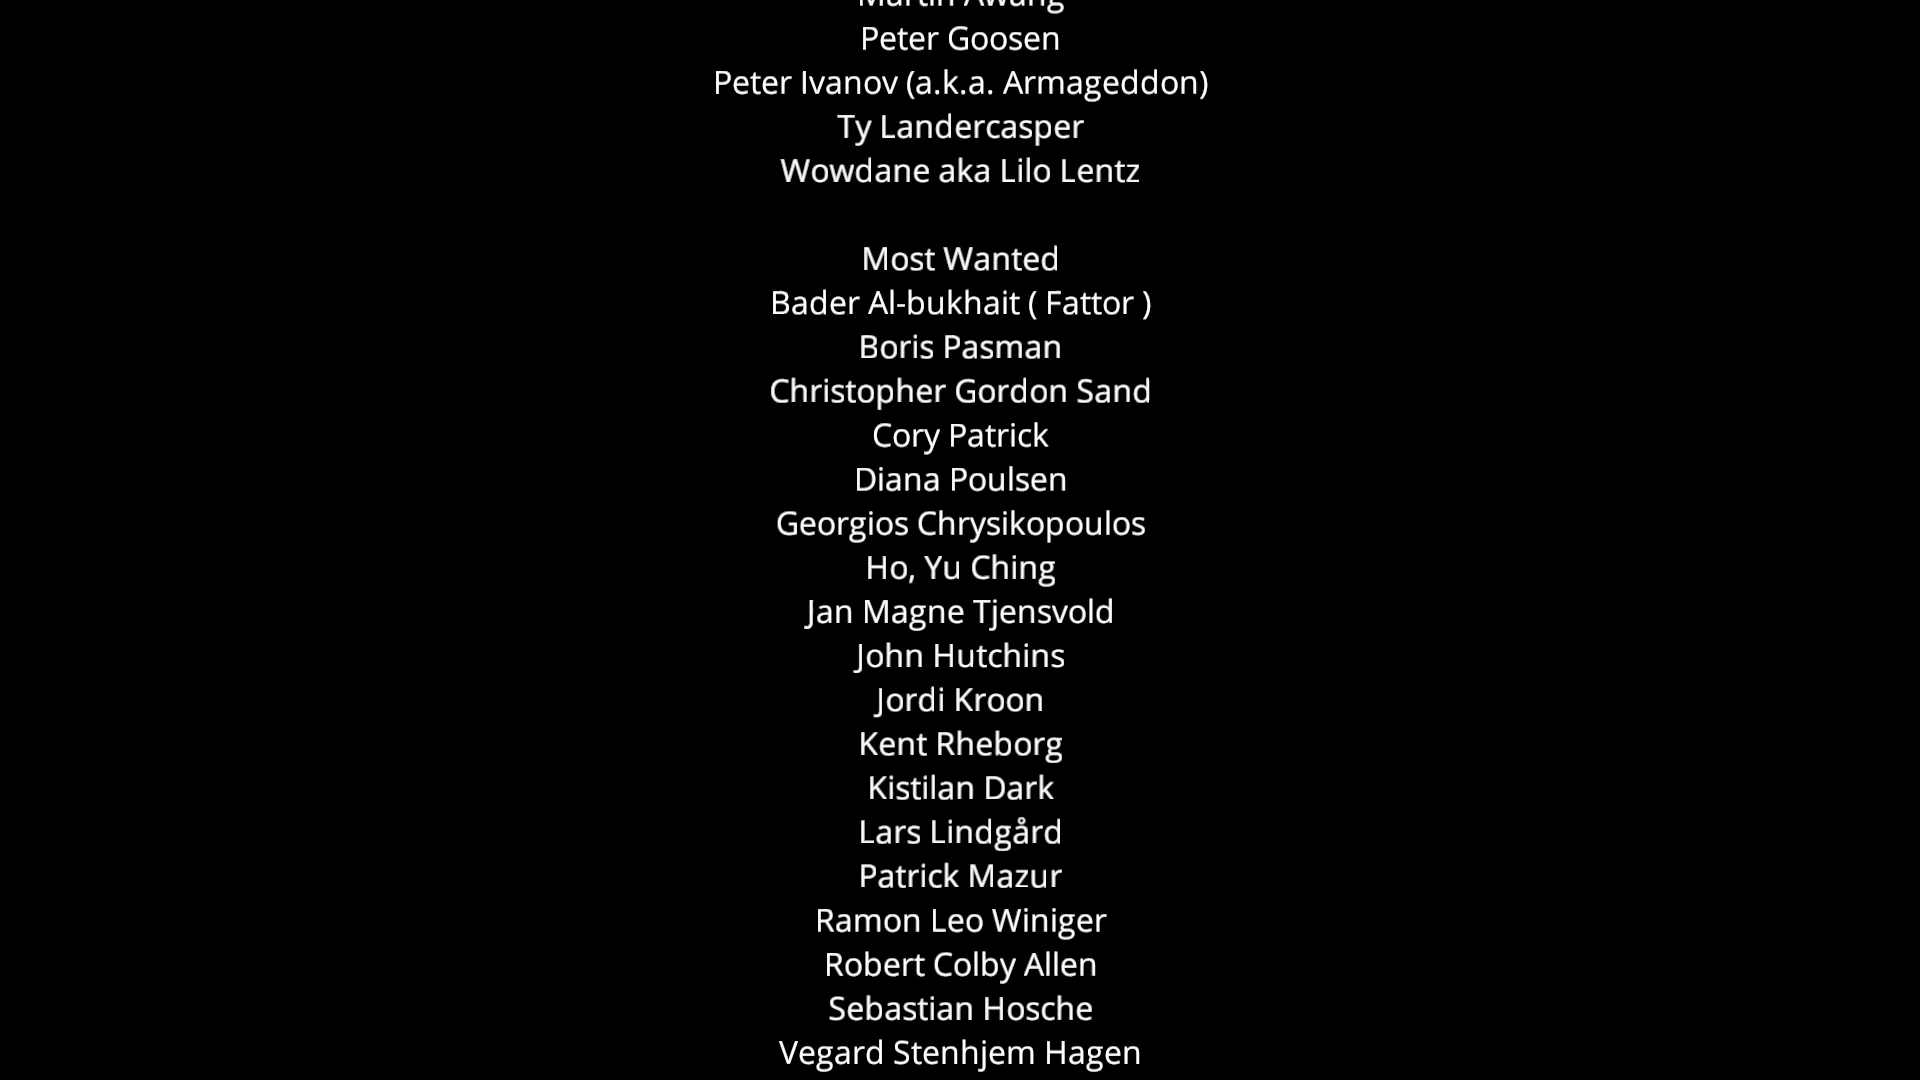 Peter Goosen
Peter Ivanov (a.k.a. Armageddon)
Ty Landercasper
Wowdane aka Lilo Lentz
Most Wanted
Bader Al-bukhait ( Fattor )
Boris Pasman
Christopher Gordon Sand
Cory Patrick
Diana Poulsen
Georgios Chrysikopoulos
Ho, Yu Ching
Jan Magne Tjensvold
John Hutchins
Jordi Kroon
Kent Rheborg
Kistilan Dark
Lars Lindgård
Patrick Mazur
Ramon Leo Winiger
Robert Colby Allen
Sebastian Hosche
Vegard Stenhjem Hagen